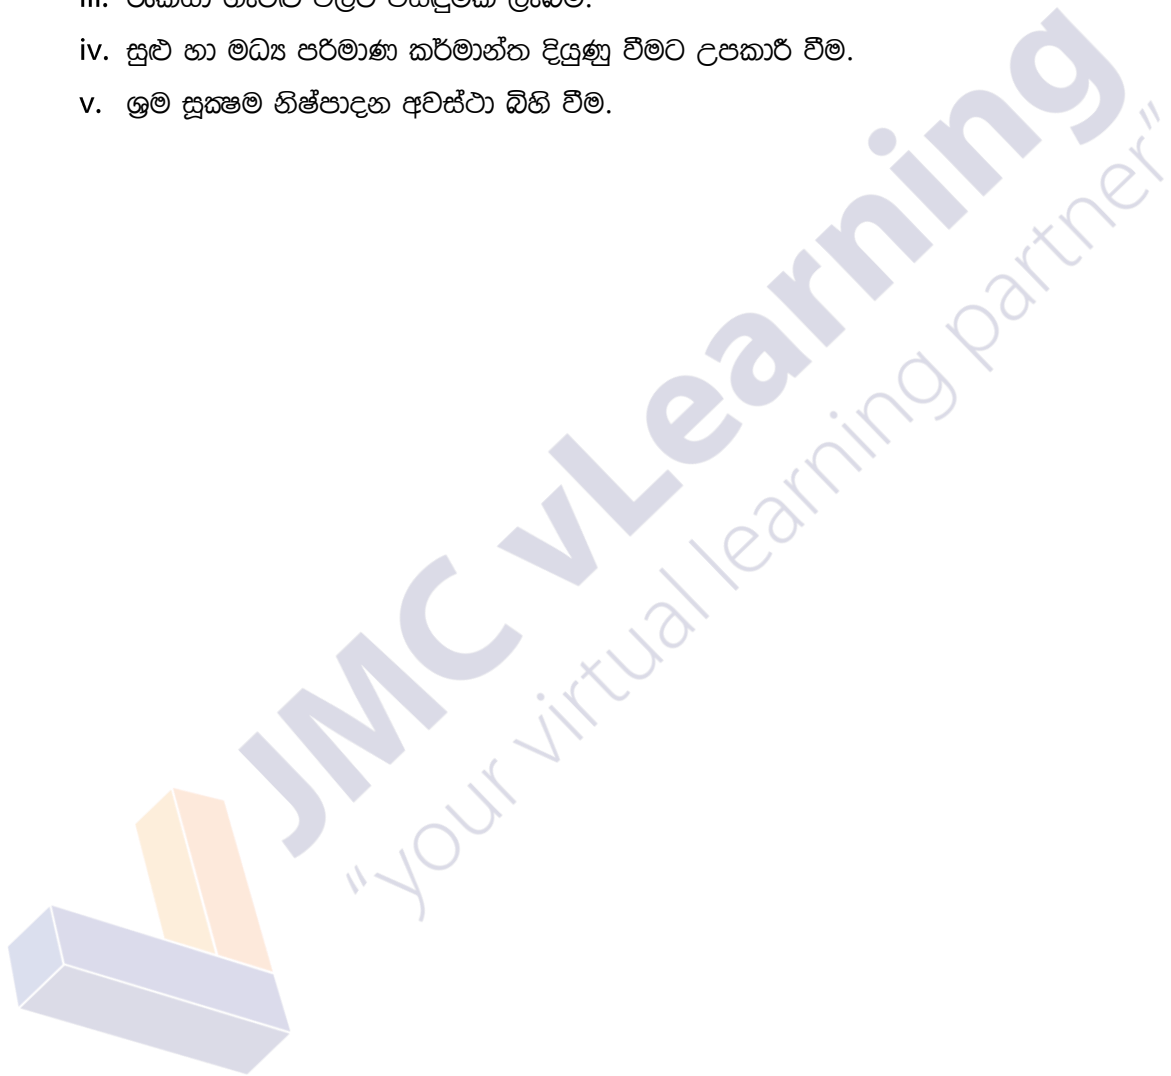 iv. සුළු හා මධ්‍ය පරිමාණ කර්මාන්ත දියුණු වීමට උපකාරී වීම.
v. ශ්‍රම සූක්ෂම නිෂ්පාදන අවස්ථා බිහි වීම.
JMC vLearning
"your virtual learning partner"